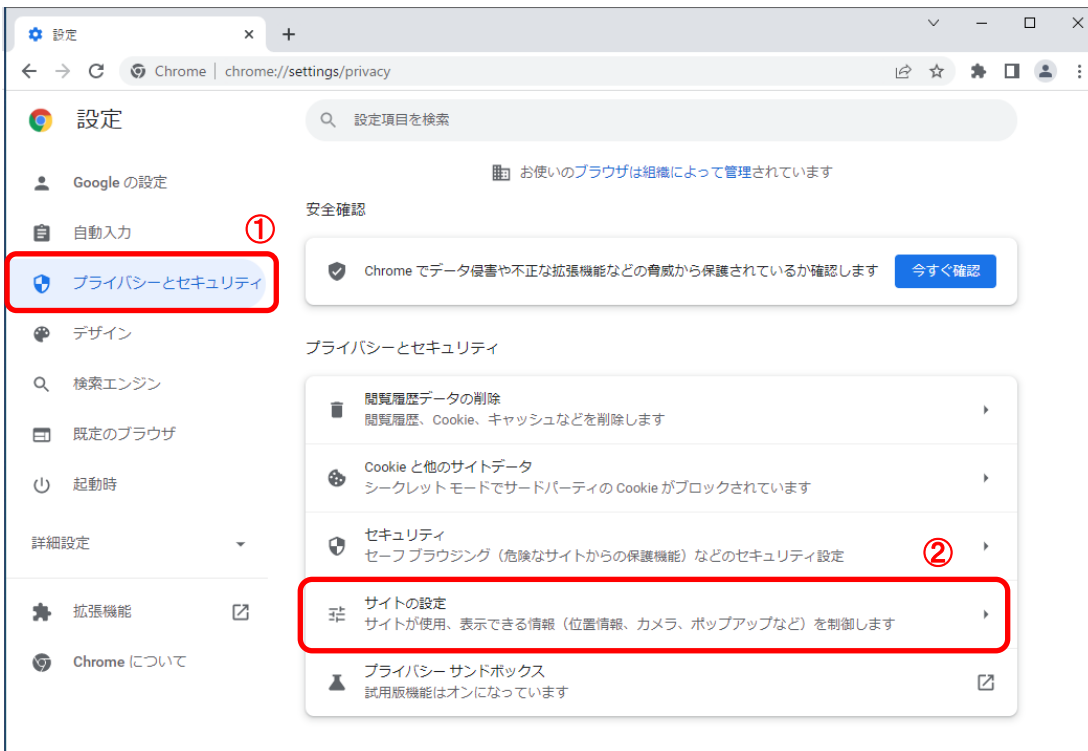 設定
Chrome | chrome://settings/privacy
設定
設定項目を検索
お使いのブラウザは組織によって管理されています
Google の設定
自動入力
①
プライバシーとセキュリティ
デザイン
検索エンジン
既定のブラウザ
起動時
詳細設定
拡張機能
Chrome について
安全確認
Chrome でデータ侵害や不正な拡張機能などの脅威から保護されているか確認します
今すぐ確認
プライバシーとセキュリティ
閲覧履歴データの削除
閲覧履歴、Cookie、キャッシュなどを削除します
Cookie と他のサイトデータ
シークレット モードでサードパーティの Cookie がブロックされています
セキュリティ
セーフ ブラウジング（危険なサイトからの保護機能）などのセキュリティ設定
②
サイトの設定
サイトが使用、表示できる情報（位置情報、カメラ、ポップアップなど）を制御します
プライバシー サンドボックス
試用版機能はオンになっています